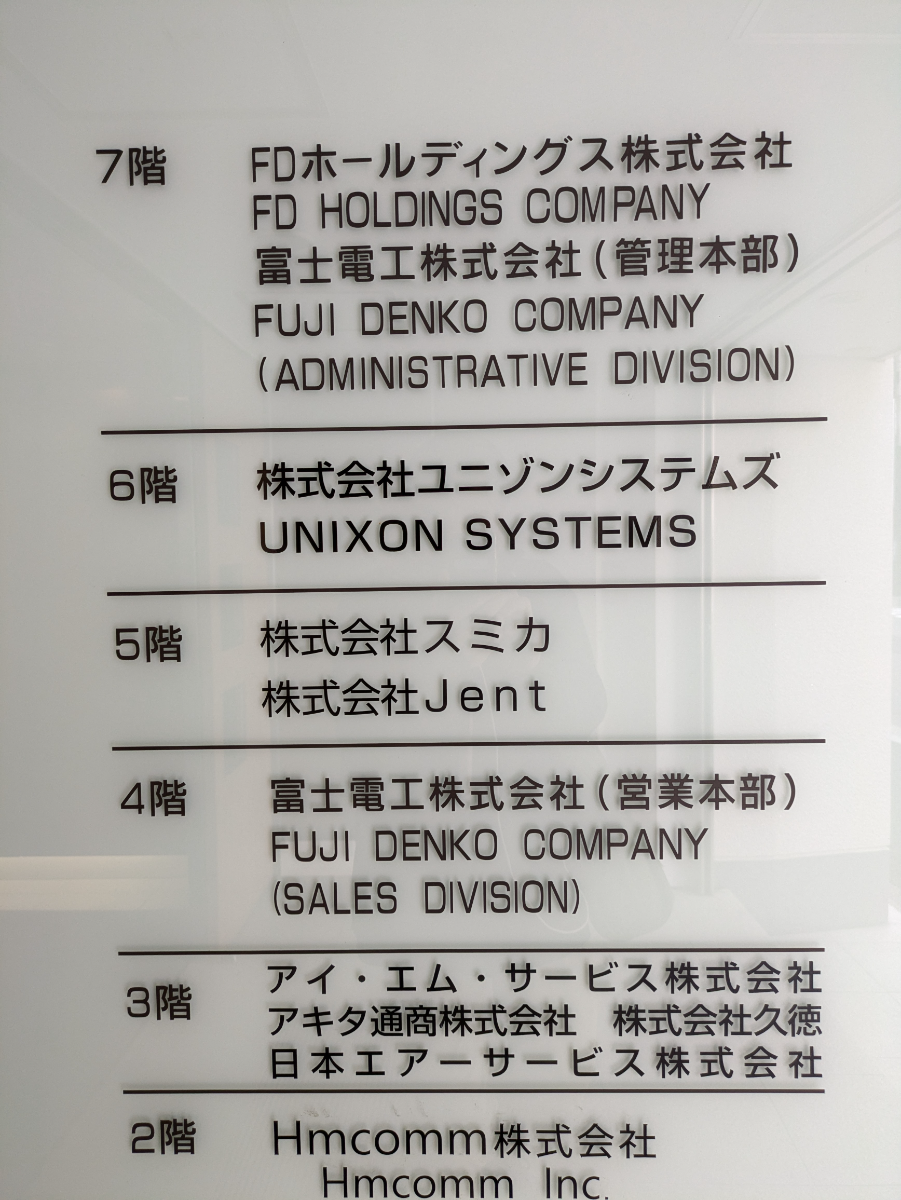 7階 FDホールディングス株式会社
FD HOLDINGS COMPANY
富士電工株式会社(管理本部)
FUJI DENKO COMPANY
(ADMINISTRATIVE DIVISION)
6階 株式会社ユニゾンシステムズ
UNIXON SYSTEMS
5階 株式会社スミカ
株式会社Jent
4階 富士電工株式会社(営業本部)
FUJI DENKO COMPANY
(SALES DIVISION)
3階 アイ・エム・サービス株式会社
アキタ通商株式会社 株式会社久徳
日本エアーサービス株式会社
2階 Hmcomm株式会社
Hmcomm Inc.